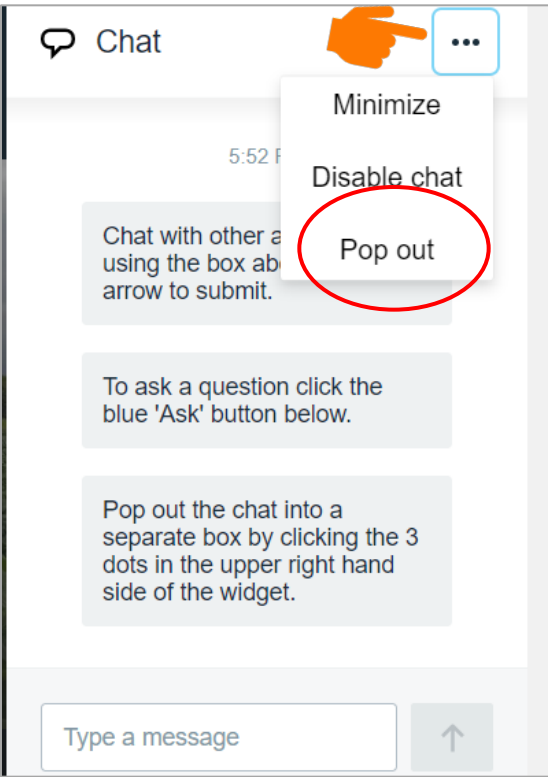 Chat
Minimize
5:52
Disable chat
Pop out
Chat with other
using the box
arrow to submit.
To ask a question click the
blue 'Ask' button below.
Pop out the chat into a
separate box by clicking the 3
dots in the upper right hand
side of the widget.
Type a message